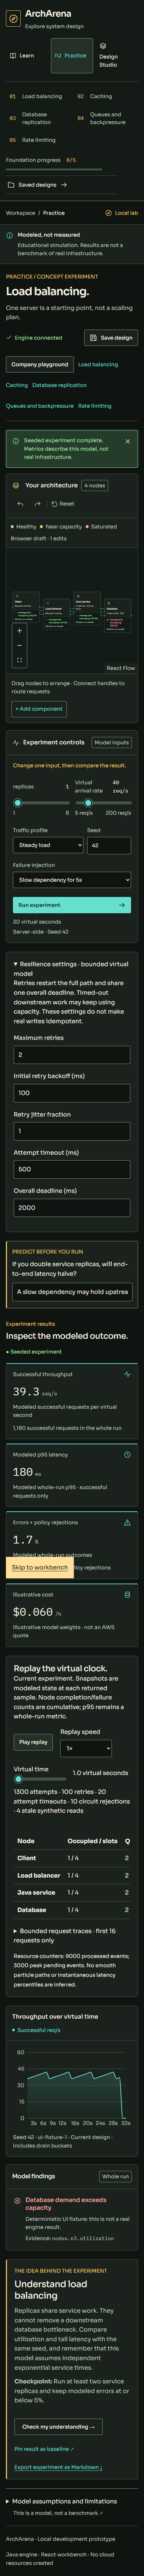 ArchArena
Explore system design
Learn
Practice
Design
Studio
01 Load balancing
02 Caching
03 Database
replication
04 Queues and
backpressure
05 Rate limiting
Foundation progress 0/5
Saved designs →
Workspace / Practice
Local lab
Modeled, not measured
Educational simulation. Results are not a
benchmark of real infrastructure.
PRACTICE / CONCEPT EXPERIMENT
Load balancing.
One server is a starting point, not a scaling
plan.
Engine connected
Save design
Company playground
Load balancing
Caching
Database replication
Queues and backpressure
Rate limiting
Seeded experiment complete.
Metrics describe this model, not
real infrastructure.
Your architecture
4 nodes
Reset
Healthy
Near capacity
Saturated
Browser draft · 1 edits
React Flow
Drag nodes to arrange · Connect handles to
route requests
+ Add component
Experiment controls
Model inputs
Change one input, then compare the result.
replicas 1
1 8
Virtual
arrival rate
40
req/s
5 req/s 200 req/s
Traffic profile
Steady load
Seed
42
Failure injection
Slow dependency for 5s
Run experiment →
30 virtual seconds
Server-side · Seed 42
▼ Resilience settings · bounded virtual
model
Retries restart the full path and share
one overall deadline. Timed-out
downstream work may keep using
capacity. These settings do not make
real writes idempotent.
Maximum retries
2
Initial retry backoff (ms)
100
Retry jitter fraction
1
Attempt timeout (ms)
500
Overall deadline (ms)
2000
PREDICT BEFORE YOU RUN
If you double service replicas, will end-
to-end latency halve?
A slow dependency may hold upstrea
Experiment results
Inspect the modeled outcome.
● Seeded experiment
Successful throughput
39.3 req/s
Modeled successful requests per virtual
second
1,180 successful requests in the whole run
Modeled p95 latency
180 ms
Modeled whole-run p95 · successful
requests only
Errors + policy rejections
1.7 %
Modeled whole-run outcomes
Skip to workbench
icy rejections
Illustrative cost
$0.060 /h
Illustrative model weights · not an AWS
quote
Replay the virtual clock.
Current experiment. Snapshots are
modeled state at each returned
sample. Node completion/failure
counts are cumulative; p95 remains a
whole-run metric.
Play replay
Replay speed
1×
Virtual time
1.0 virtual seconds
1300 attempts · 100 retries · 20
attempt timeouts · 10 circuit rejections
· 4 stale synthetic reads
Node Occupied / slots Q
Client 1 / 4 2
Load balancer 1 / 4 2
Java service 1 / 4 2
Database 1 / 4 2
▶ Bounded request traces · first 16
requests only
Resource counters: 9000 processed events;
3000 peak pending events. No smooth
particle paths or instantaneous latency
percentiles are inferred.
Throughput over virtual time
Successful req/s
60
45
30
15
0
3s 6s 9s 12s 16s 20s 24s 28s 32s
Seed 42 · ui-fixture-1 · Current design ·
Includes drain buckets
Model findings
Whole run
Database demand exceeds
capacity
Deterministic UI fixture: this is not a real
engine result.
Evidence: nodes.n3.utilization
THE IDEA BEHIND THE EXPERIMENT
Understand load
balancing
Replicas share service work. They
cannot remove a downstream
database bottleneck. Compare
utilization and tail latency with the
same seed, and remember that this
model assumes independent
exponential service times.
Checkpoint: Run at least two service
replicas and keep modeled errors at or
below 5%.
Check my understanding →
Pin result as baseline ↗
Export experiment as Markdown ↓
▶ Model assumptions and limitations
This is a model, not a benchmark ↗
ArchArena · Local development prototype
Java engine · React workbench · No cloud
resources created